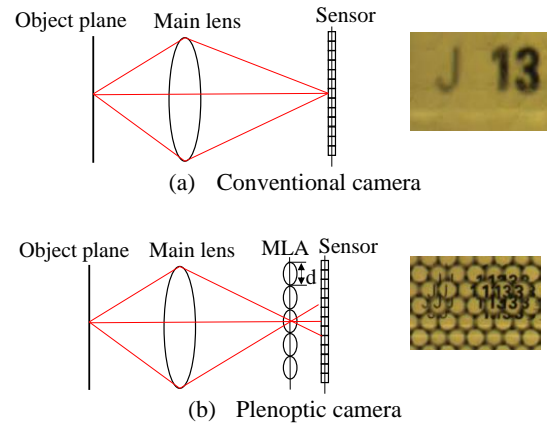 Object plane Main lens Sensor
J 13
(a) Conventional camera
Object plane Main lens MLA Sensor
d
(b) Plenoptic camera